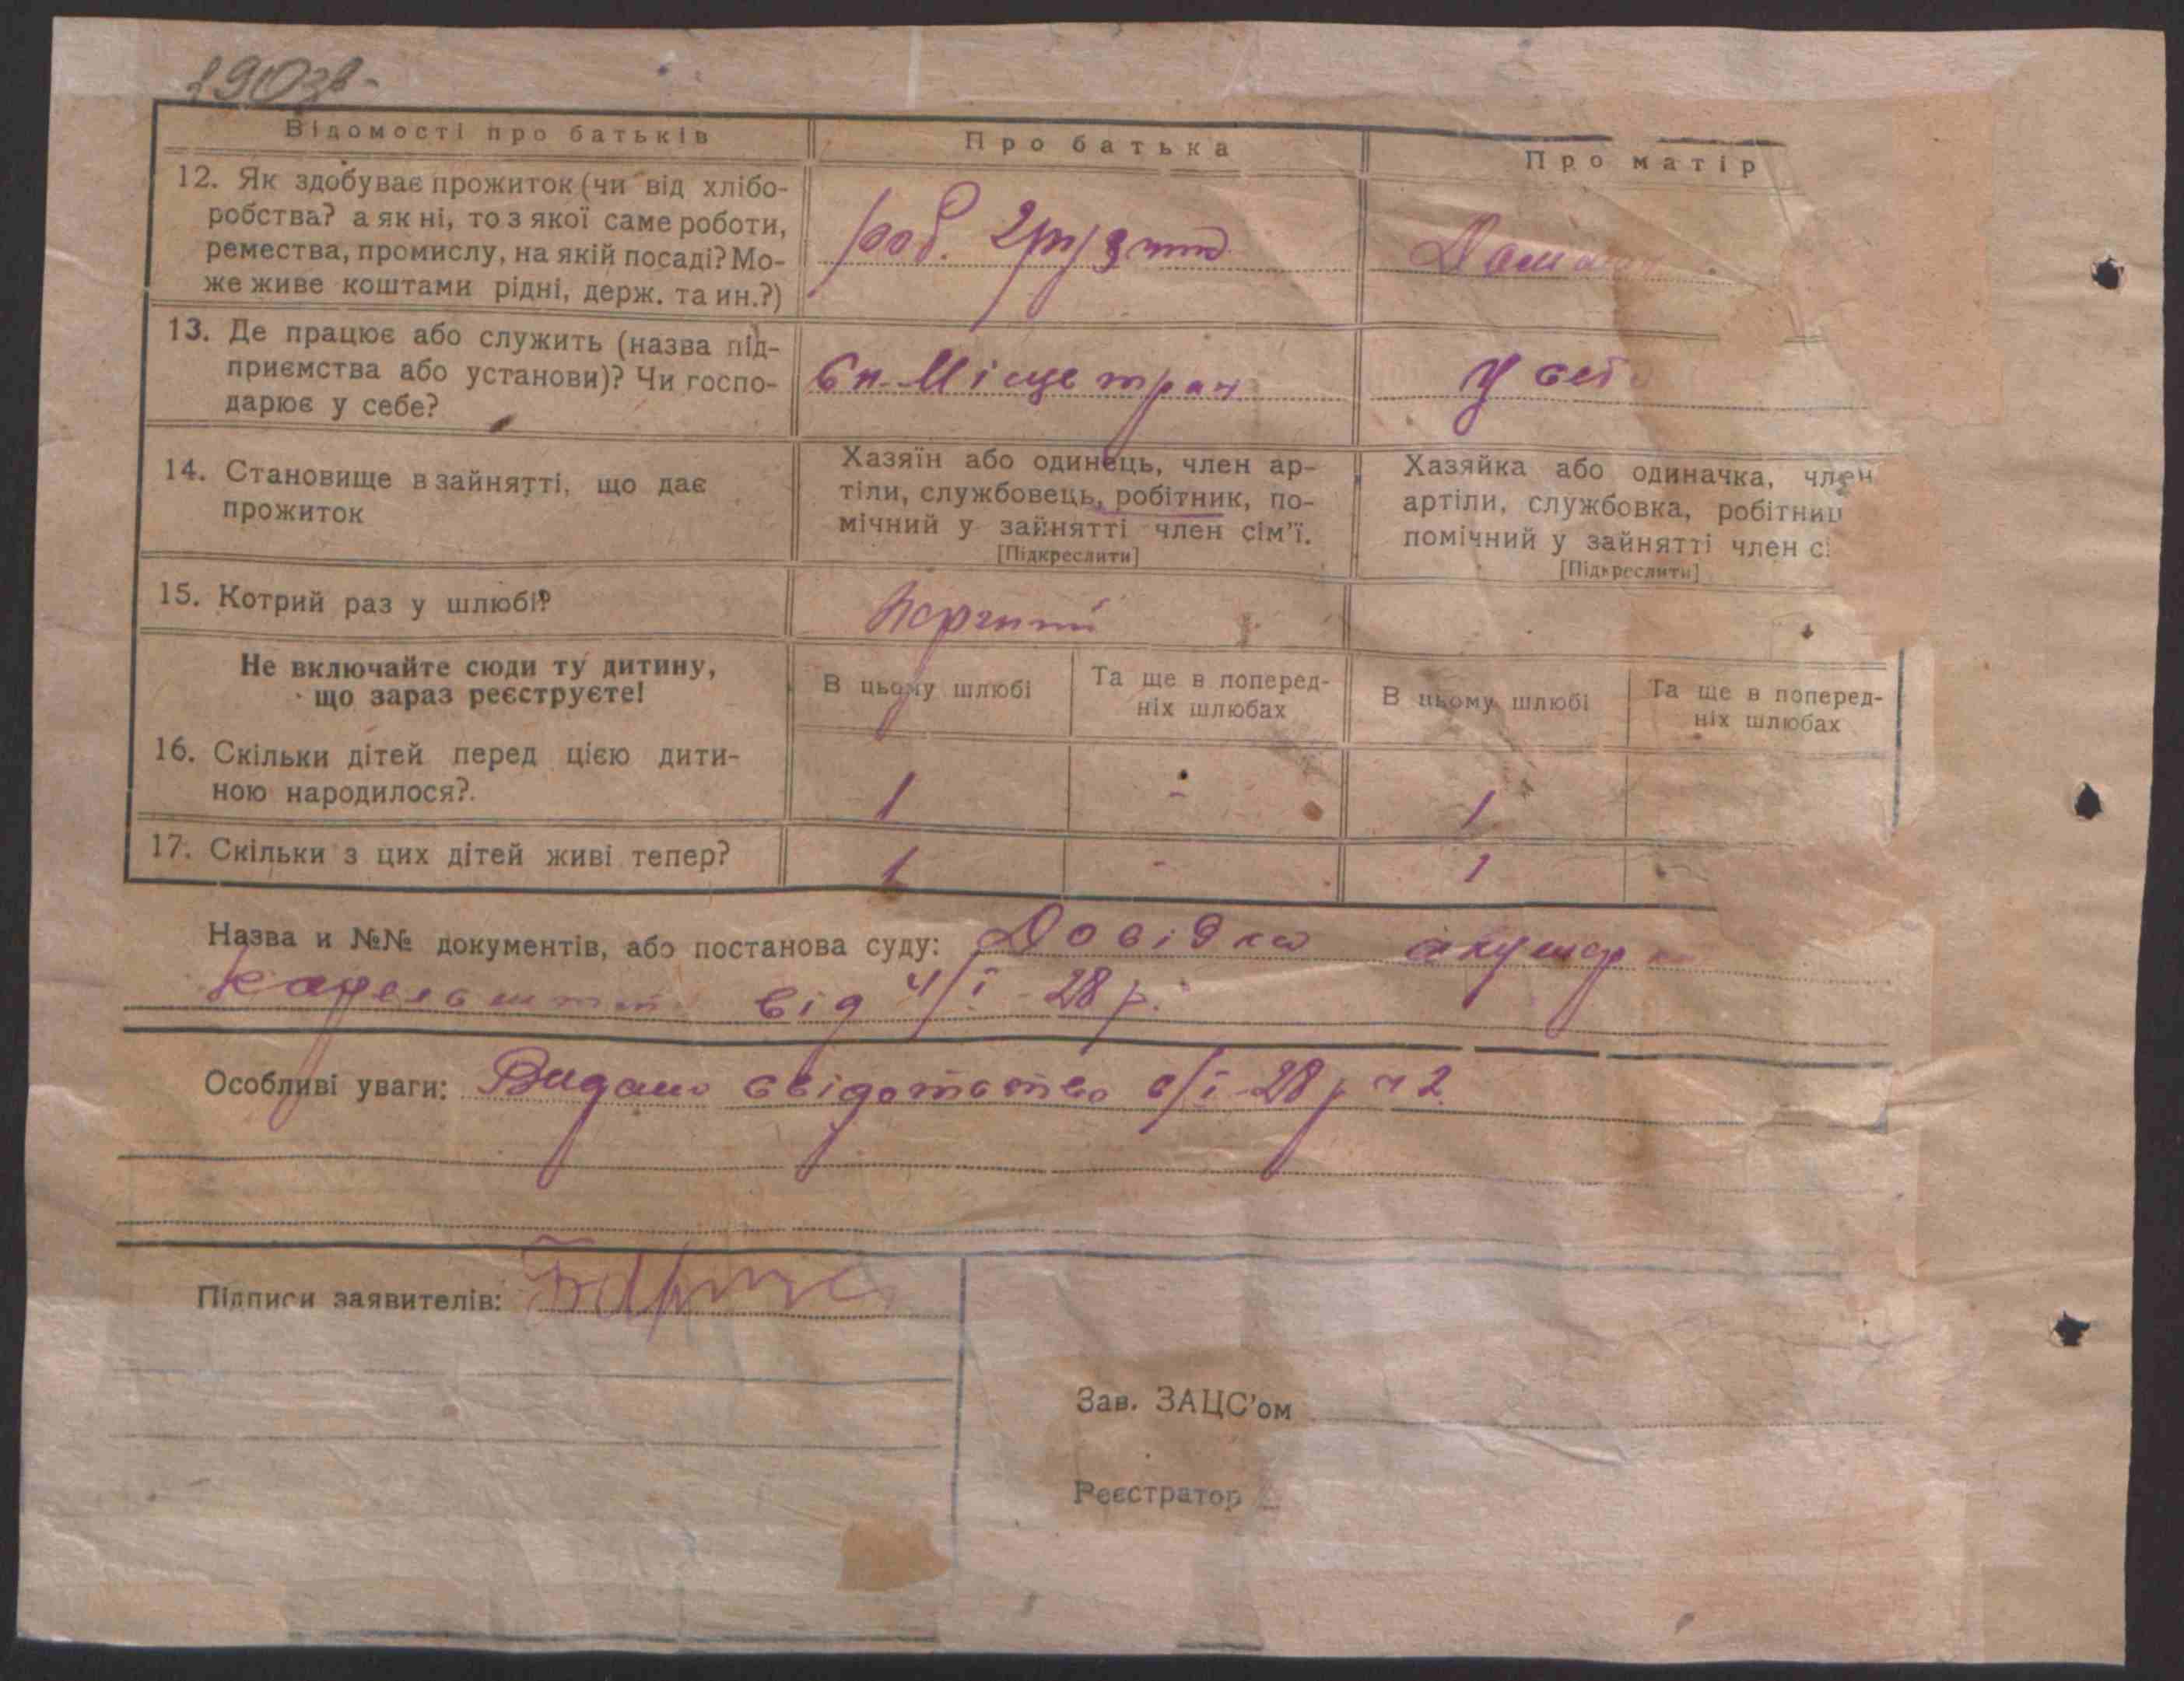 190зв-
Відомості про батьків
Про батька
Про матір
12. Як здобуває прожиток (чи від хлібо-
робства? а як ні, то з якої саме роботи,
ремества, промислу, на якій посаді? Мо-
же живе коштами рідні, держ. та ин.?)
роб.
13. Де працює або служить (назва під-
приємства або установи)? Чи госпо-
дарює у себе?
У себе
14. Становище в зайнятті, що дає
прожиток
Хазяїн або одинець, член ар-
тіли, службовець, робітник, по-
мічний у зайнятті член сім'ї.
[Підкреслити]
Хазяйка або одиначка, член
артіли, службовка, робітниц
помічний у зайнятті член сі
[Підкреслити]
15. Котрий раз у шлюбі?
Не включайте сюди ту дитину,
що зараз реєструєте!
В цьому шлюбі
Та ще в поперед-
ніх шлюбах
В цьому шлюбі
Та ще в поперед-
ніх шлюбах
16. Скільки дітей перед цією дити-
ною народилося?
1 - 1
17. Скільки з цих дітей живі тепер?
1 - 1
Назва и №№ документів, або постанова суду: Довідка акушер
від 4/I-28 р.
Особливі уваги: Видано свідотство 6/I-28 р ч 2
Підписи заявителів:
Зав. ЗАЦС'ом
Реєстратор